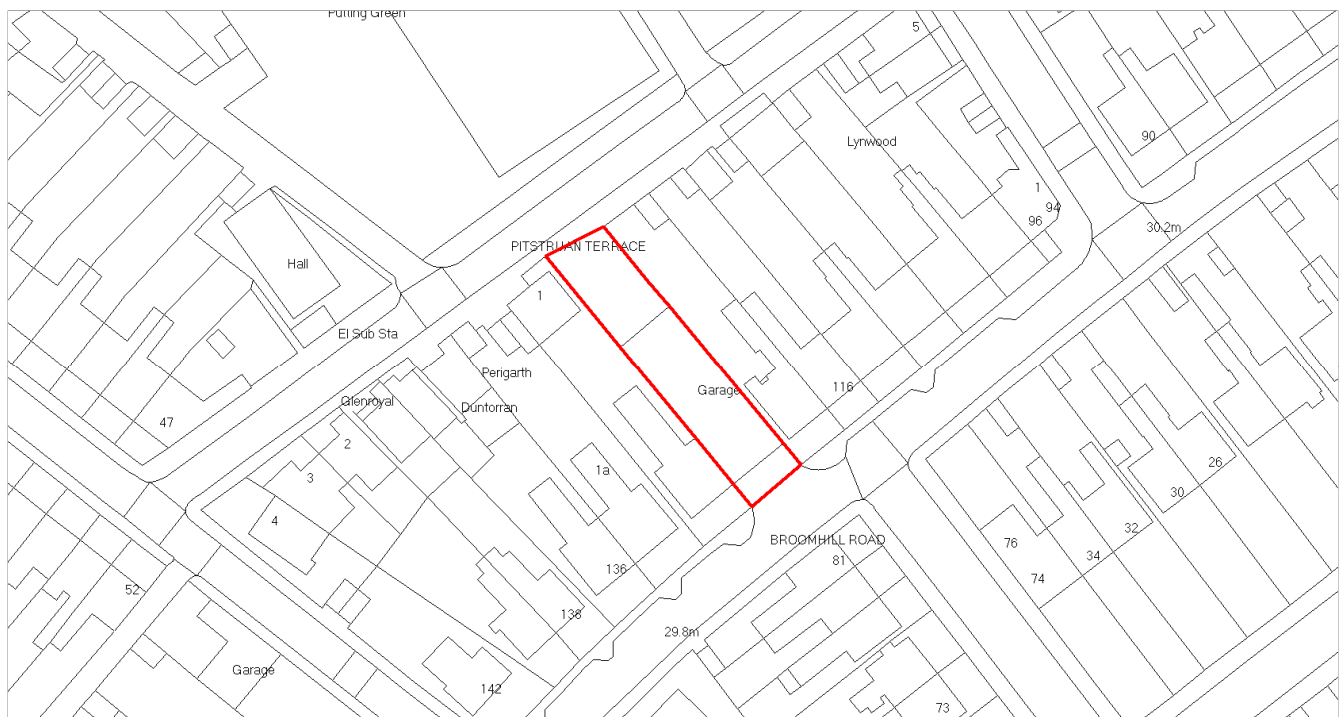 Putting Green
5
Lynwood
90
1
94
96
30.2m
PITSTRUAN TERRACE
Hall
1
El Sub Sta
Perigarth
Glenroyal
Duntorran
Garage
116
47
2
3
4
1a
26
30
32
34
76
74
BROOMHILL ROAD
81
136
138
52
29.8m
Garage
142
73